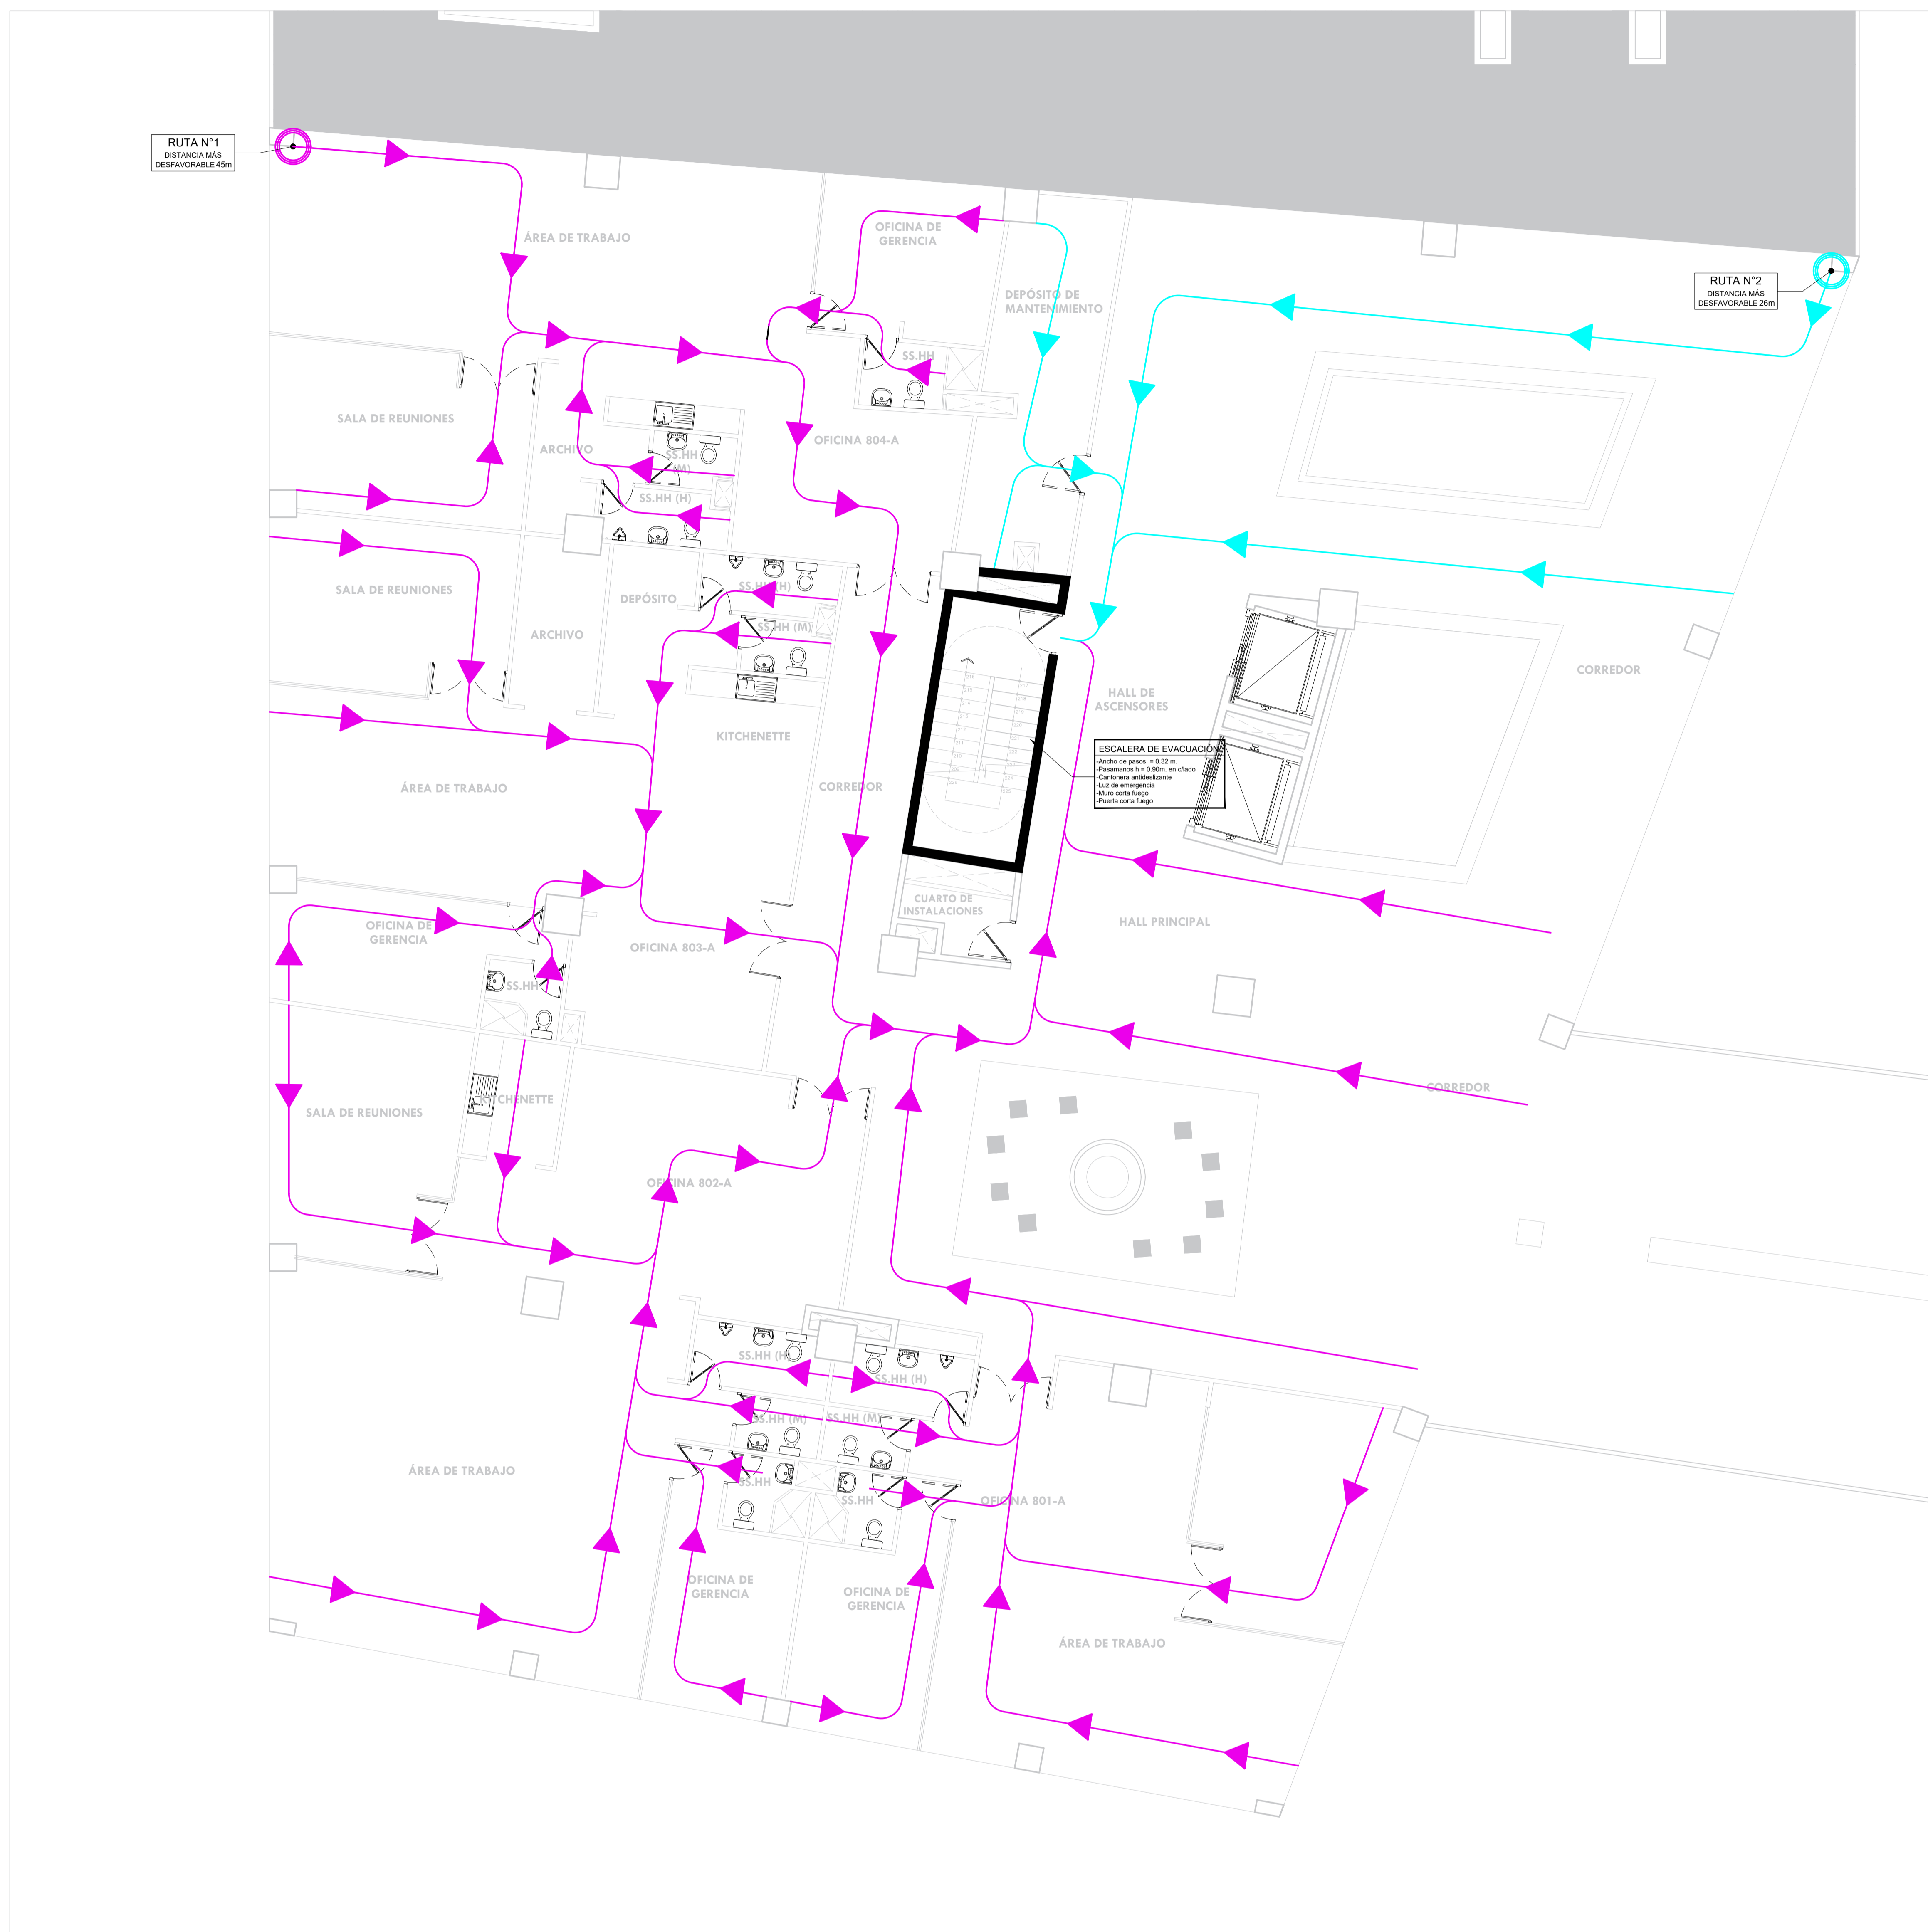 RUTA N°1
DISTANCIA MÁS
DESFAVORABLE 45m
ÁREA DE TRABAJO
OFICINA DE
GERENCIA
DEPÓSITO DE
MANTENIMIENTO
RUTA N°2
DISTANCIA MÁS
DESFAVORABLE 26m
SS.HH
SALA DE REUNIONES
ARCHIVO
SS.HH
(M)
OFICINA 804-A
SS.HH (H)
SALA DE REUNIONES
DEPÓSITO
SS.HH (H)
SS.HH (M)
ARCHIVO
CORREDOR
HALL DE
ASCENSORES
KITCHENETTE
ESCALERA DE EVACUACIÓN
-Ancho de pasos = 0.32 m.
-Pasamanos h = 0.90m. en c/lado
-Cantonera antideslizante
-Luz de emergencia
-Muro corta fuego
-Puerta corta fuego
ÁREA DE TRABAJO
CORREDOR
CUARTO DE
INSTALACIONES
HALL PRINCIPAL
OFICINA DE
GERENCIA
OFICINA 803-A
SS.HH
CORREDOR
SALA DE REUNIONES
KITCHENETTE
OFICINA 802-A
SS.HH (H)
SS.HH (H)
SS.HH (M)
SS.HH (M)
ÁREA DE TRABAJO
SS.HH
SS.HH
OFICINA 801-A
OFICINA DE
GERENCIA
OFICINA DE
GERENCIA
ÁREA DE TRABAJO